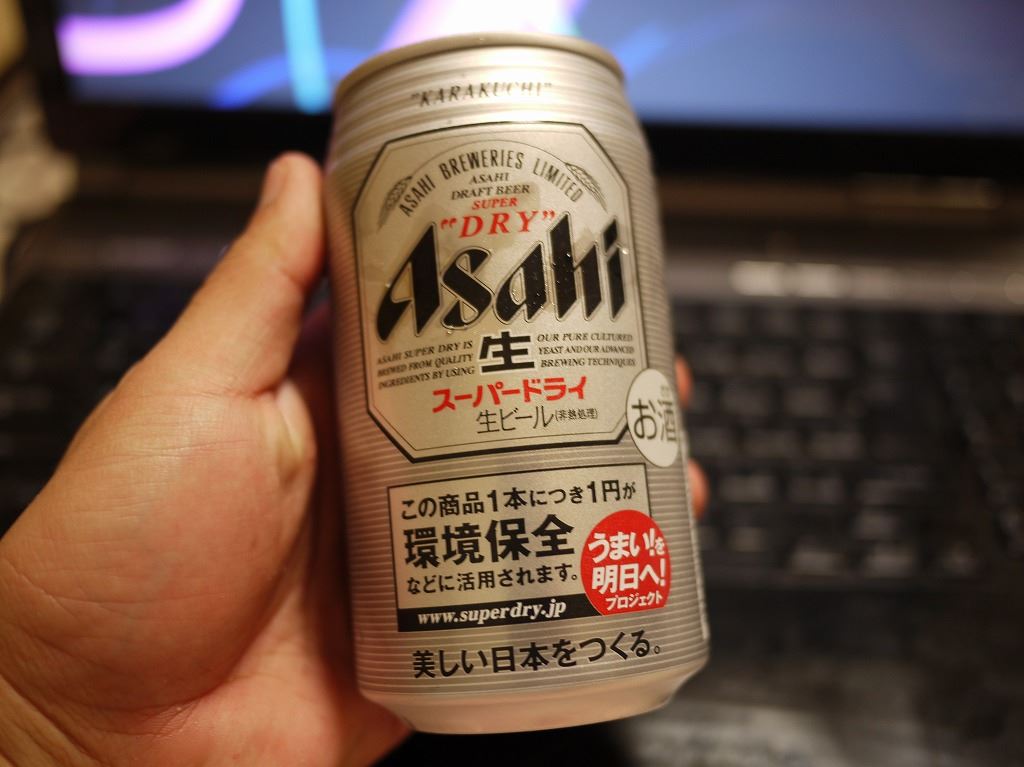 "KARAKUCHI"
ASAHI BREWERIES LIMITED
ASAHI
DRAFT BEER
SUPER
"DRY"
Asahi
ASAHI SUPER DRY IS
BREWED FROM QUALITY
INGREDIENTS BY USING
生
OUR PURE CULTURED
YEAST AND OUR ADVANCED
BREWING TECHNIQUES
スーパードライ
生ビール(非熱処理)
お酒
この商品1本につき1円が
環境保全
などに活用されます。
www.superdry.jp
うまい!を
明日へ!
プロジェクト
美しい日本をつくる。